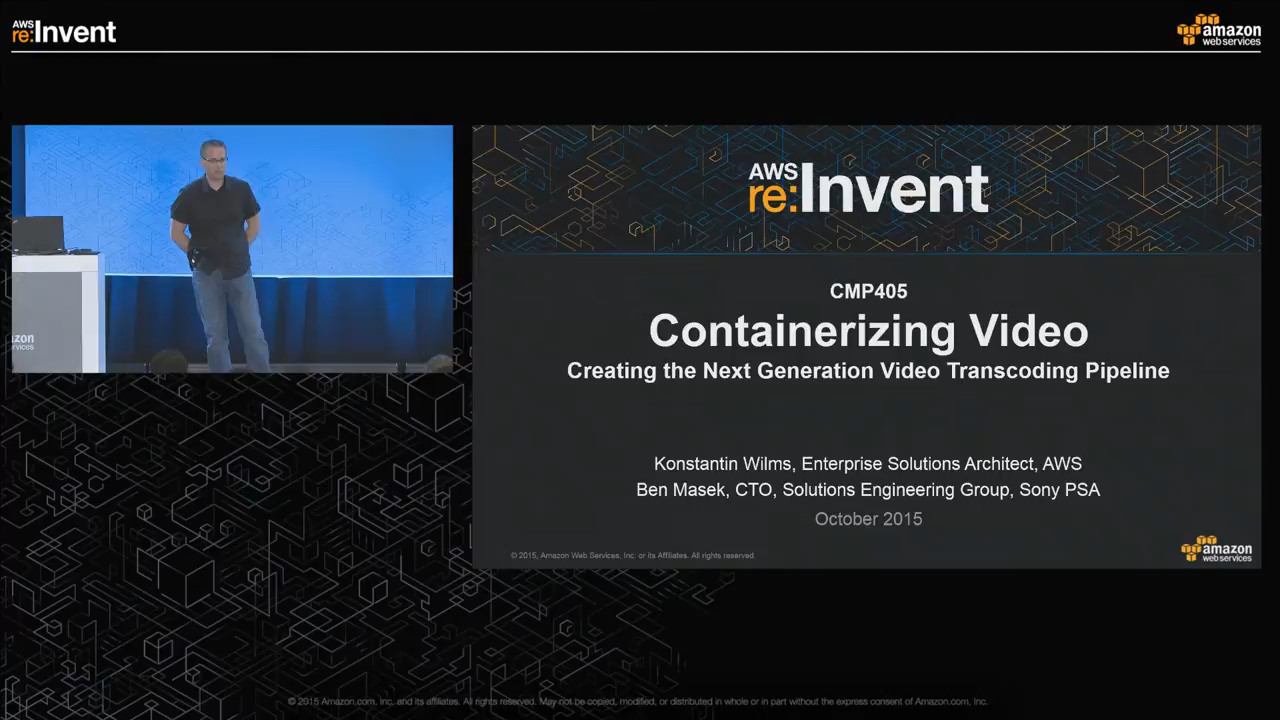 AWS
re:Invent
amazon
web services
zon
rvices
AWS
re:Invent
CMP405
Containerizing Video
Creating the Next Generation Video Transcoding Pipeline
Konstantin Wilms, Enterprise Solutions Architect, AWS
Ben Masek, CTO, Solutions Engineering Group, Sony PSA
October 2015
© 2015, Amazon Web Services, Inc. or its Affiliates. All rights reserved.
amazon
web services
© 2015 Amazon.com, Inc. and its affiliates. All rights reserved. May not be copied, modified, or distributed in whole or in part without the express consent of Amazon.com, Inc.